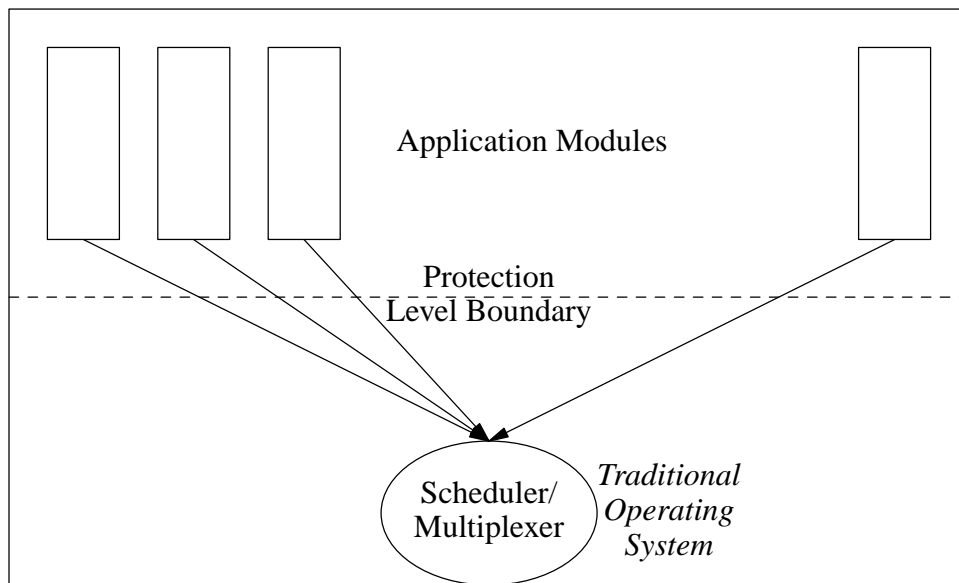 Application Modules
Protection
Level Boundary
Scheduler/
Multiplexer
Traditional
Operating
System